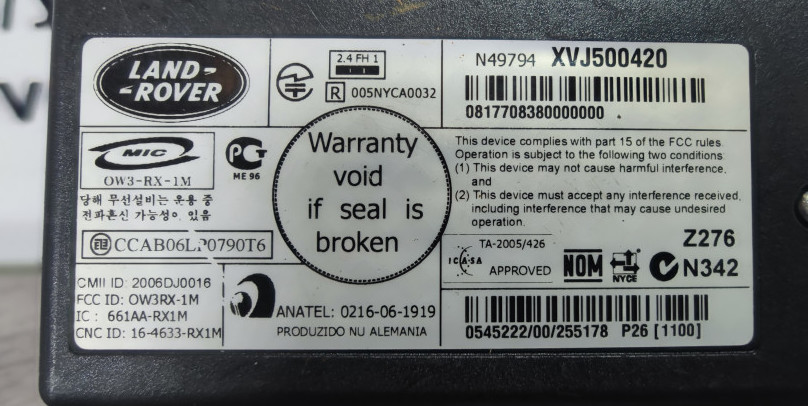 LAND-
-ROVER
2.4 FH 1
R 005NYCA0032
N49794 XVJ500420
0817708380000000
MIC
OW3-RX-1M
당해 무선설비는 운용 중
전파혼신 가능성이 있음
CCAB06LP0790T6
PG
ME 96
Warranty
void
if seal is
broken
This device complies with part 15 of the FCC rules.
Operation is subject to the following two conditions
(1) This device may not cause harmful interference,
and
(2) This device must accept any interference received,
including interference that may cause undesired
operation.
ICASA
TA-2005/426
APPROVED
NOM
NYCE
Z276
N342
CMII ID: 2006DJ0016
FCC ID: OW3RX-1M
IC : 661AA-RX1M
CNC ID: 16-4633-RX1M
ANATEL: 0216-06-1919
PRODUZIDO NU ALEMANIA
0545222/00/255178 P26 [1100]